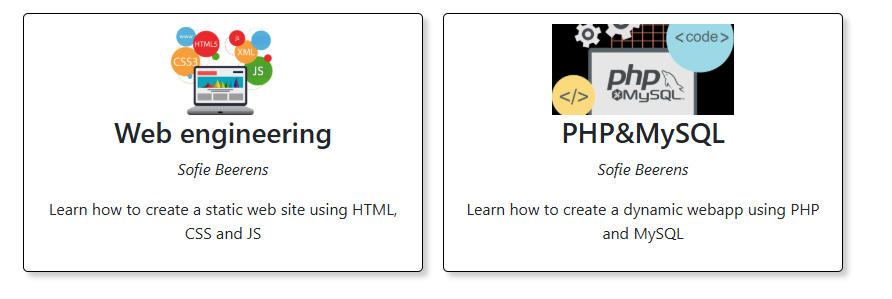 www
HTML5
js
XML
CSS3
JS
Web engineering
Sofie Beerens
Learn how to create a static web site using HTML,
CSS and JS
<code>
php
MySQL
</>
PHP&MySQL
Sofie Beerens
Learn how to create a dynamic webapp using PHP
and MySQL